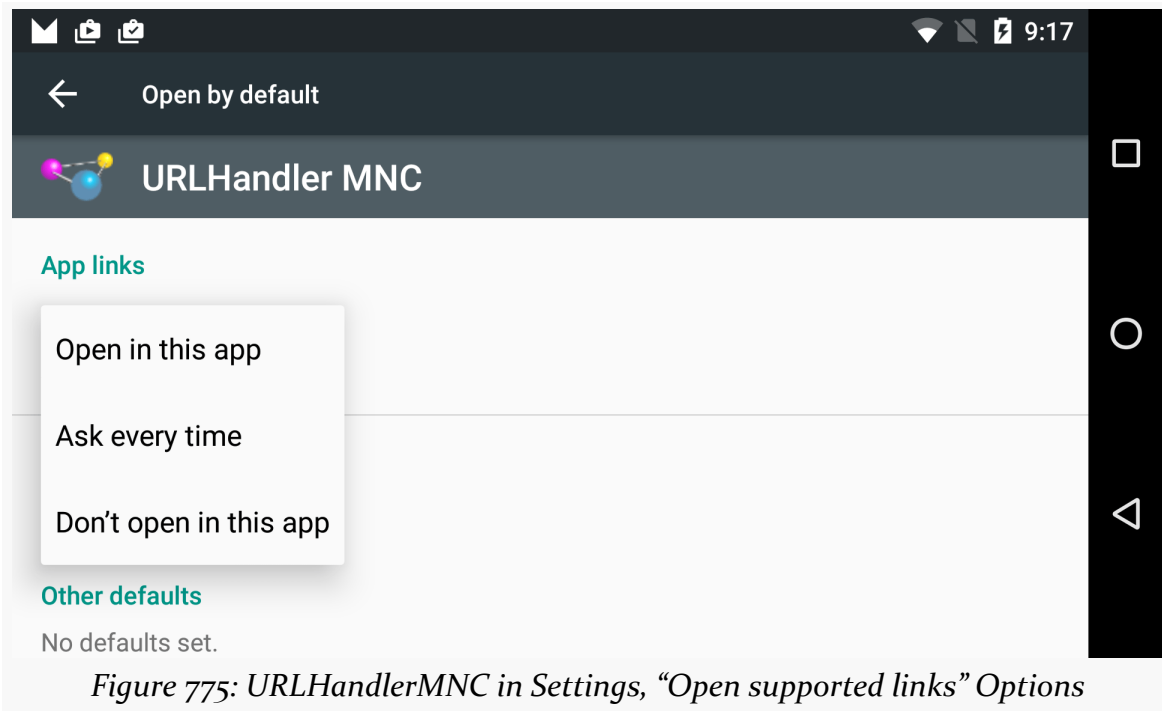 9:17
Open by default
URLHandler MNC
App links
Open in this app
Ask every time
Don’t open in this app
Other defaults
No defaults set.
Figure 775: URLHandlerMNC in Settings, “Open supported links” Options